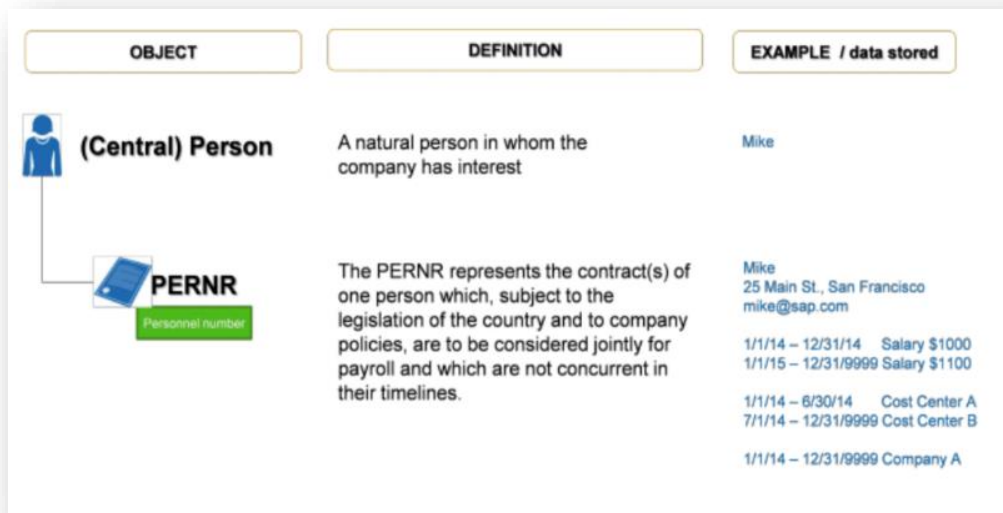 OBJECT
DEFINITION
EXAMPLE / data stored
(Central) Person
A natural person in whom the
company has interest
Mike
PERNR
Personnel number
The PERNR represents the contract(s) of
one person which, subject to the
legislation of the country and to company
policies, are to be considered jointly for
payroll and which are not concurrent in
their timelines.
Mike
25 Main St., San Francisco
mike@sap.com
1/1/14 – 12/31/14 Salary $1000
1/1/15 – 12/31/9999 Salary $1100
1/1/14 – 6/30/14 Cost Center A
7/1/14 – 12/31/9999 Cost Center B
1/1/14 – 12/31/9999 Company A